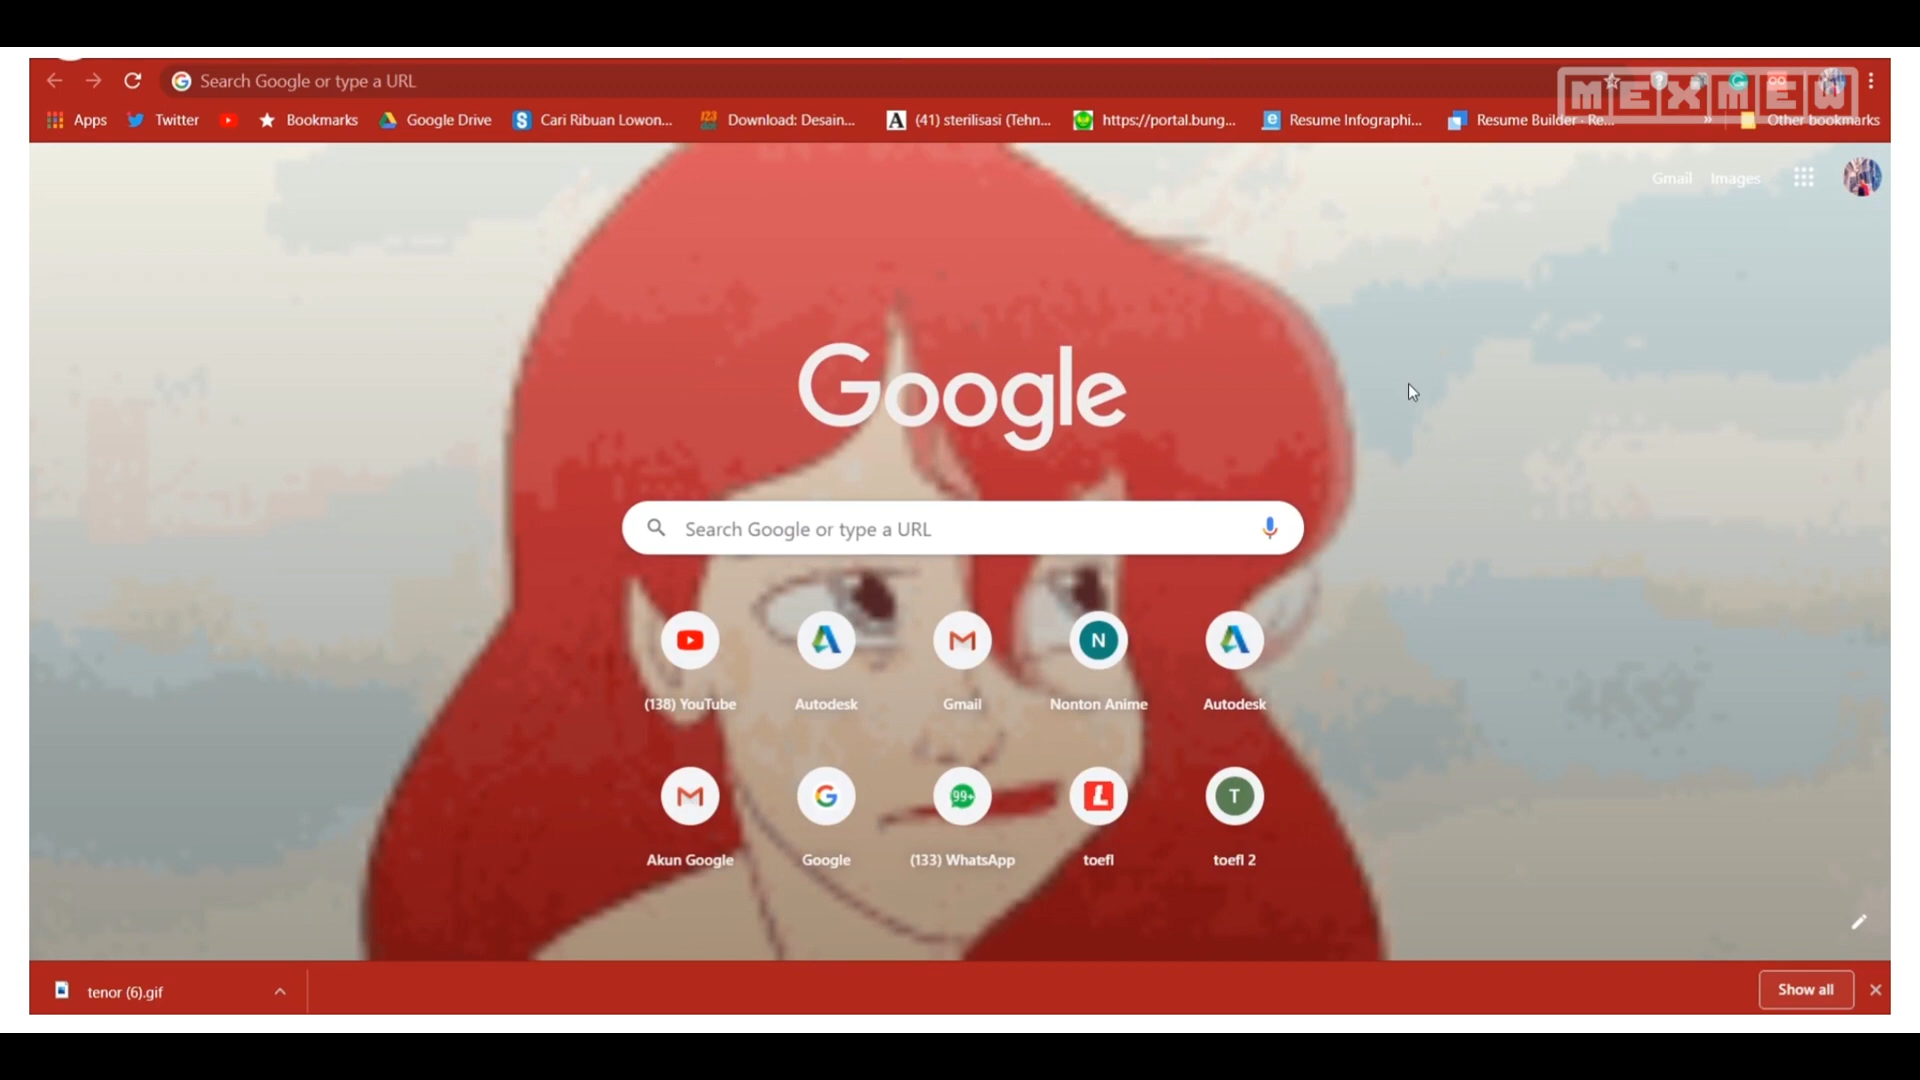 MEXMEW
Search Google or type a URL
Apps Twitter Bookmarks Google Drive Cari Ribuan Lowon... Download: Desain... (41) sterilisasi (Tehn... https://portal.bung... Resume Infographi... Resume Builder · Re... » Other bookmarks
Gmail Images
Google
Search Google or type a URL
(138) YouTube Autodesk Gmail Nonton Anime Autodesk
N
99+ L T
Akun Google Google (133) WhatsApp toefl toefl 2
tenor (6).gif Show all